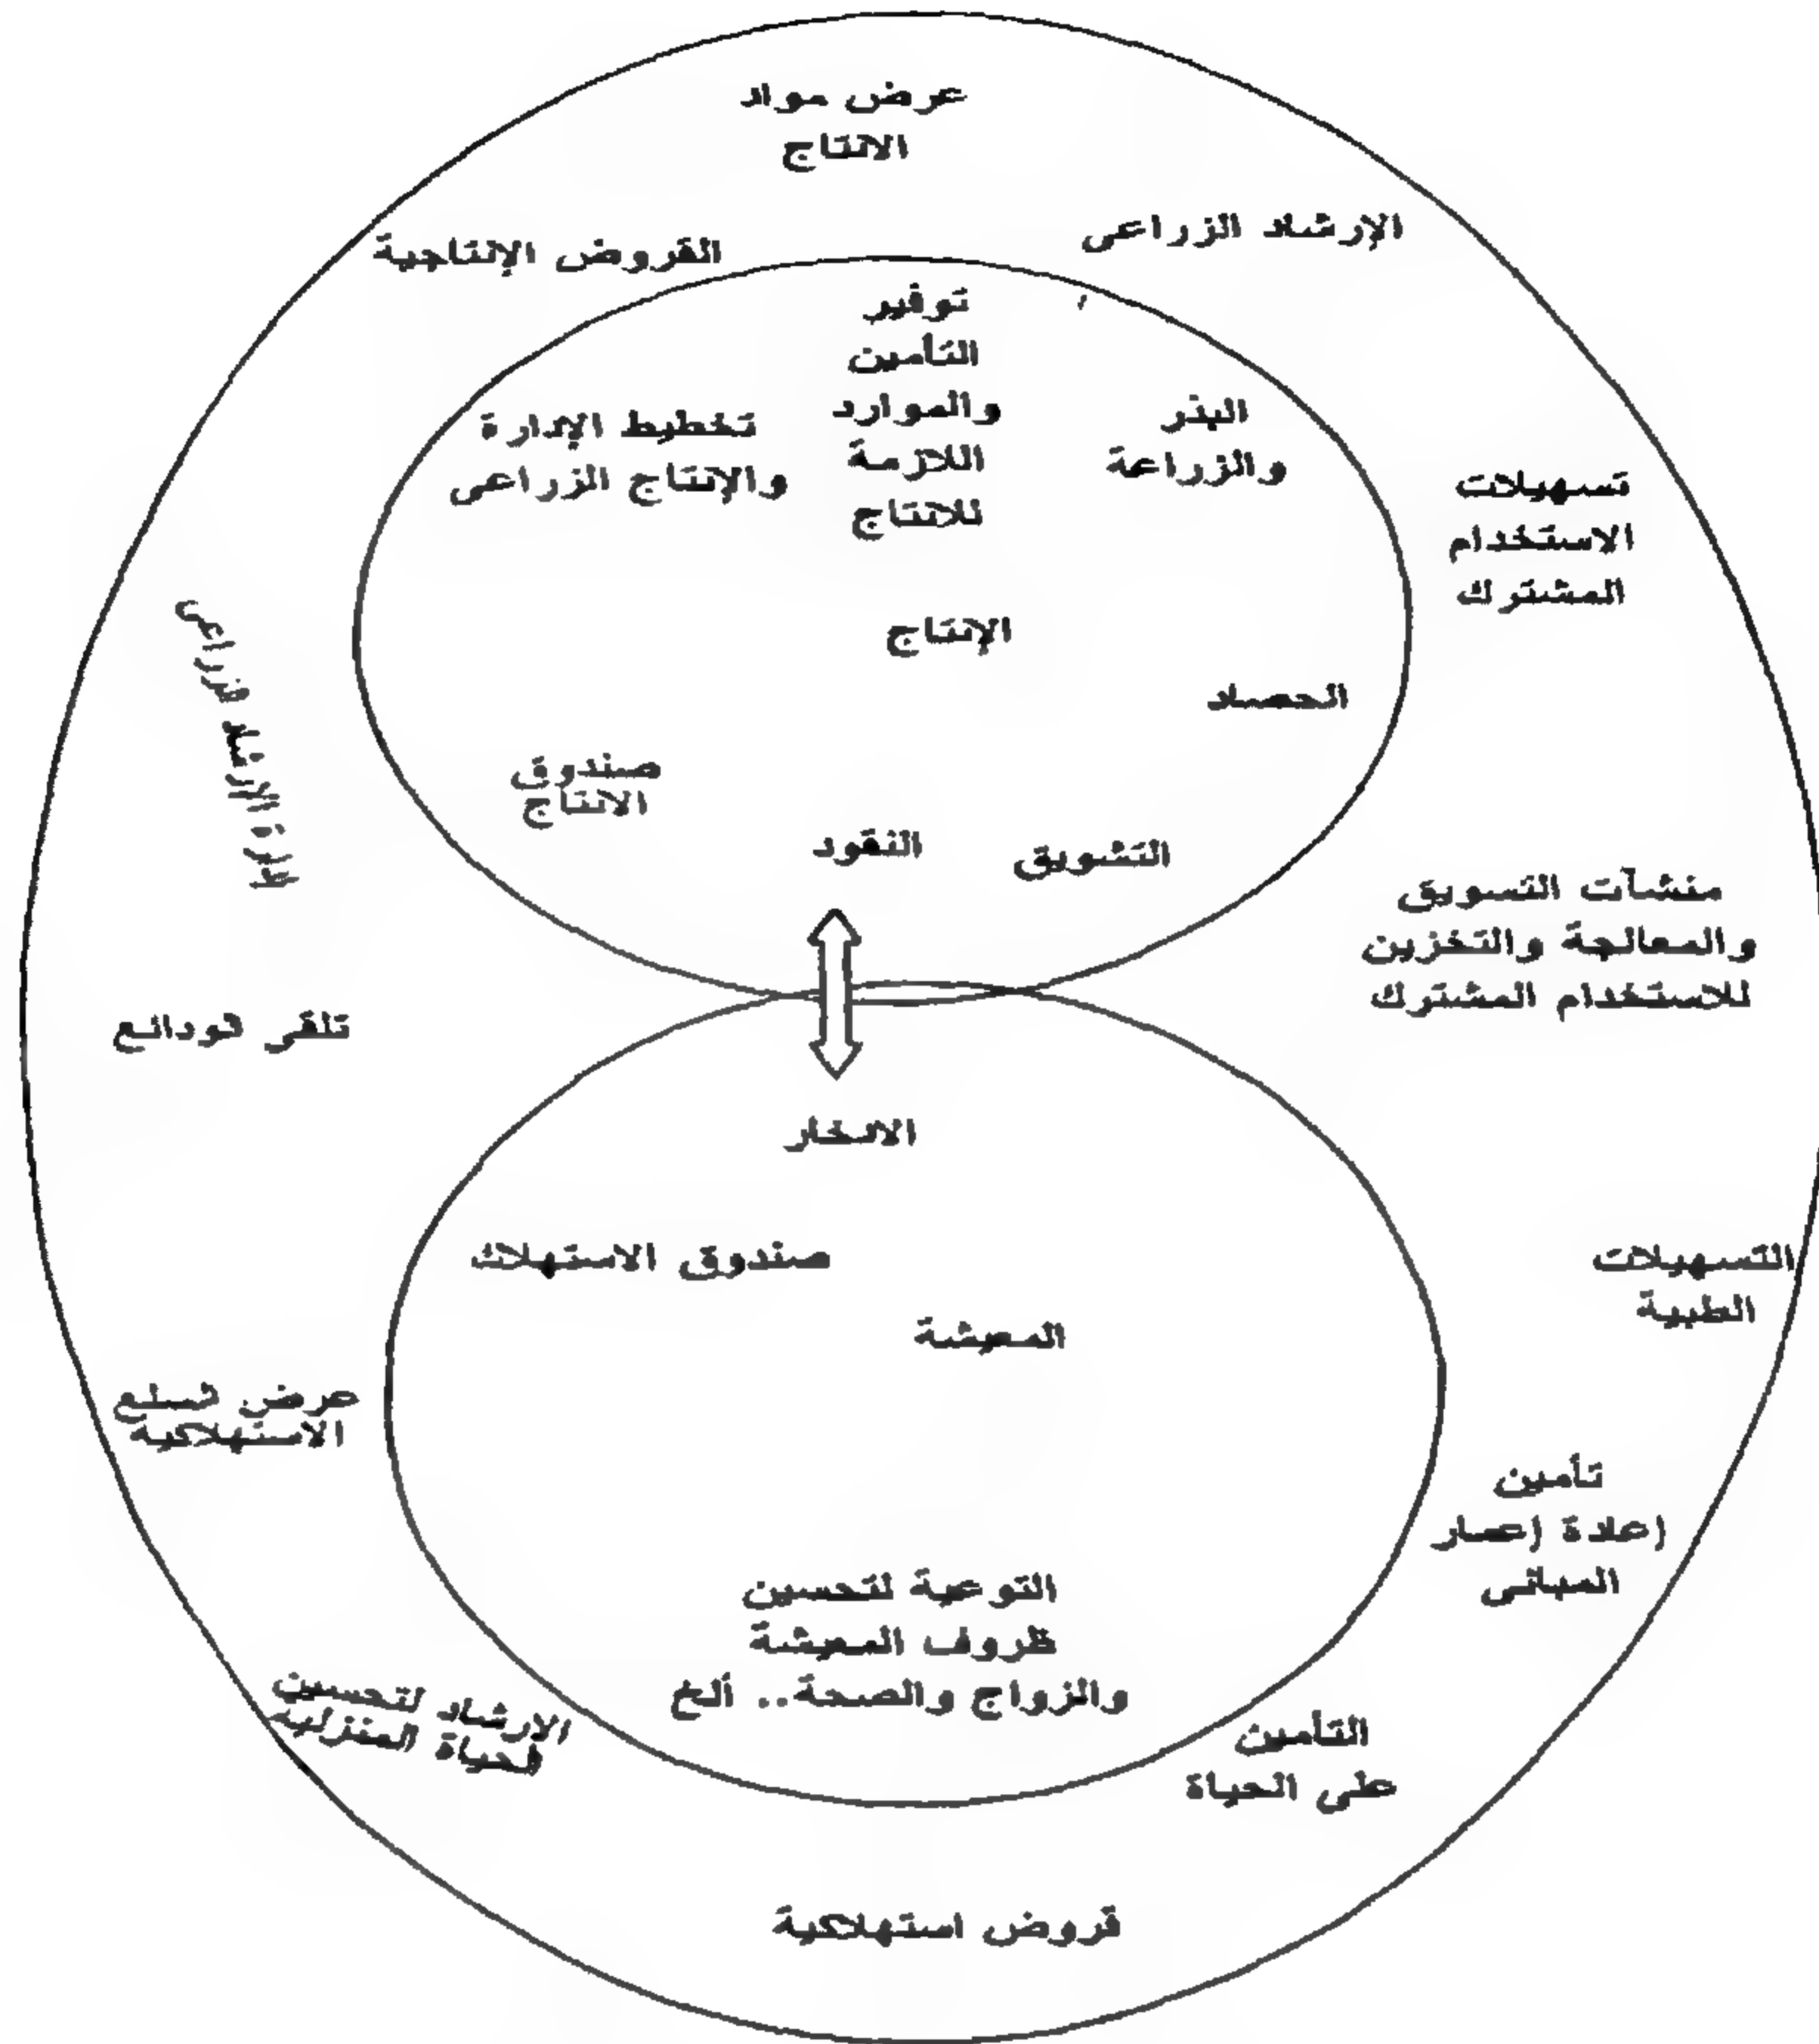 عرض مواد
الانتاج
الإرشاد الزراعى
القروض الإنتاجية
توفير
التأمين
والموارد
اللازمة
للانتاج
البذر
والزراعة
تخطيط الإدارة
والإنتاج الزراعى
تسهيلات
الاستخدام
المشترك
الإنتاج
الحصاد
صندوق
الانتاج
النقود
التشويق
منشآت التسويق
والمعالجة والتخزين
للاستخدام المشترك
تلقى الودائع
الادخار
صندوق الاستهلاك
المعيشة
التسهيلات
الطبية
عرض السلع
الاستهلاكية
تأمين
إعادة إعمار
المبانى
التوعية لتحسين
ظروف المعيشة
والزواج والصحة.. ألخ
الارشاد لتحسين
الحياة المنزلية
التأمين
على الحياة
قروض استهلاكية